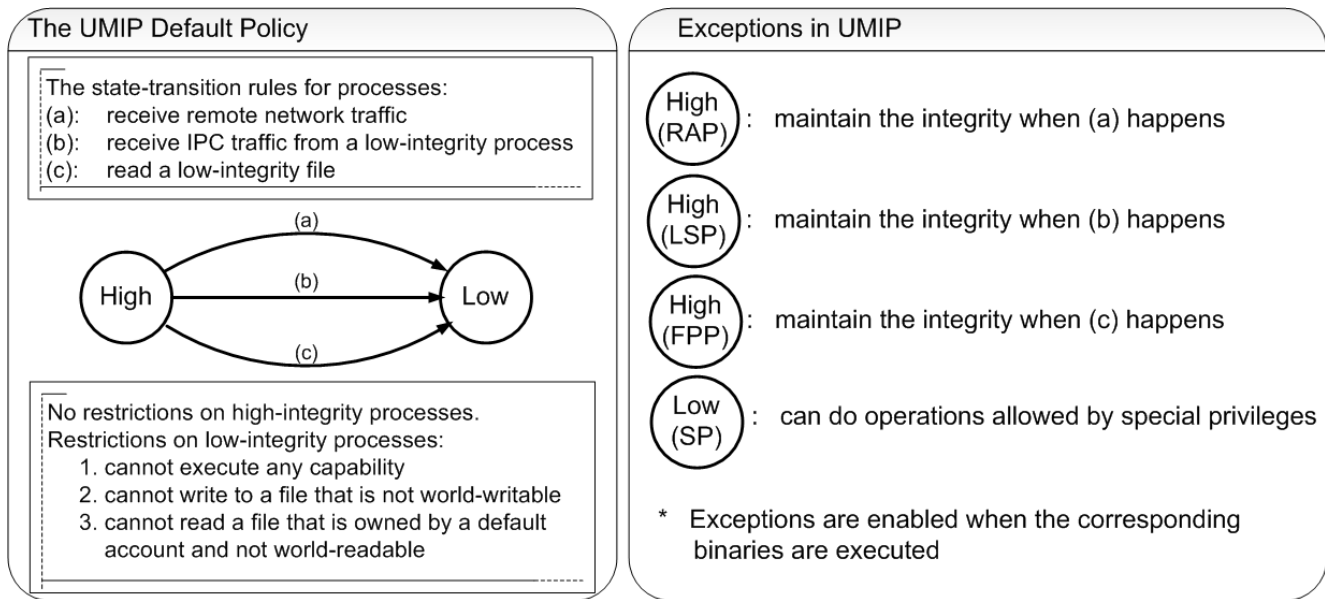 The UMIP Default Policy
The state-transition rules for processes:
(a): receive remote network traffic
(b): receive IPC traffic from a low-integrity process
(c): read a low-integrity file
(a)
High
(b)
Low
(c)
No restrictions on high-integrity processes.
Restrictions on low-integrity processes:
1. cannot execute any capability
2. cannot write to a file that is not world-writable
3. cannot read a file that is owned by a default
account and not world-readable
Exceptions in UMIP
High
(RAP)
: maintain the integrity when (a) happens
High
(LSP)
: maintain the integrity when (b) happens
High
(FPP)
: maintain the integrity when (c) happens
Low
(SP)
: can do operations allowed by special privileges
* Exceptions are enabled when the corresponding
binaries are executed